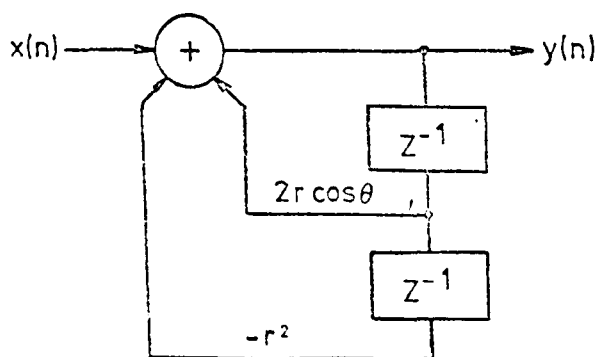 x(n)
+
y(n)
Z⁻¹
2r cosθ
Z⁻¹
-r²